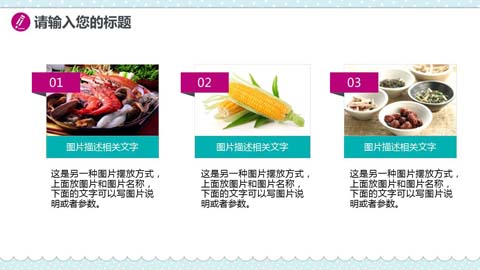 请输入您的标题
01
02
03
图片描述相关文字
图片描述相关文字
图片描述相关文字
这是另一种图片摆放方式，
上面放图片和图片名称，
下面的文字可以写图片说
明或者参数。
这是另一种图片摆放方式，
上面放图片和图片名称，
下面的文字可以写图片说
明或者参数。
这是另一种图片摆放方式，
上面放图片和图片名称，
下面的文字可以写图片说
明或者参数。